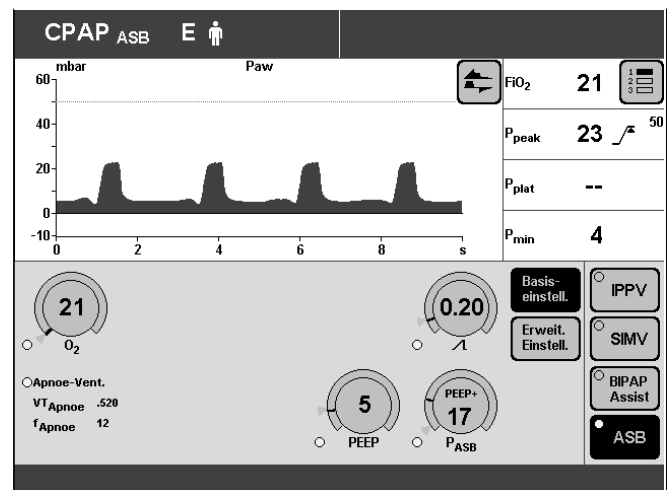 CPAP ASB E
mbar Paw
60
40
20
0
-10
0 2 4 6 8 s
FiO2 21
1
2
3
Ppeak 23 50
Pplat --
Pmin 4
21
O2
0.20
Basis-
einstell.
Erweit.
Einstell.
IPPV
SIMV
BIPAP
Assist
ASB
Apnoe-Vent.
VTApnoe .520
fApnoe 12
5
PEEP
PEEP+
17
PASB